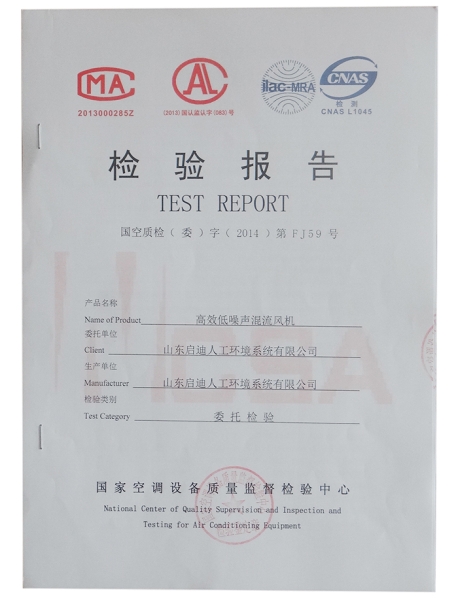 CMA
2013000285Z
CAL
(2013)国认监认字(083)号
ilac-MRA
CNAS
检测
CNAS L1045
检验报告
TEST REPORT
国空质检(委)字(2014)第FJ59号
产品名称
Name of Product 高效低噪声混流风机
委托单位
Client 山东启迪人工环境系统有限公司
生产单位
Manufacturer 山东启迪人工环境系统有限公司
检验类别
Test Category 委托检验
国家空调设备质量监督检验中心
National Center of Quality Supervision and Inspection and
Testing for Air Conditioning Equipment